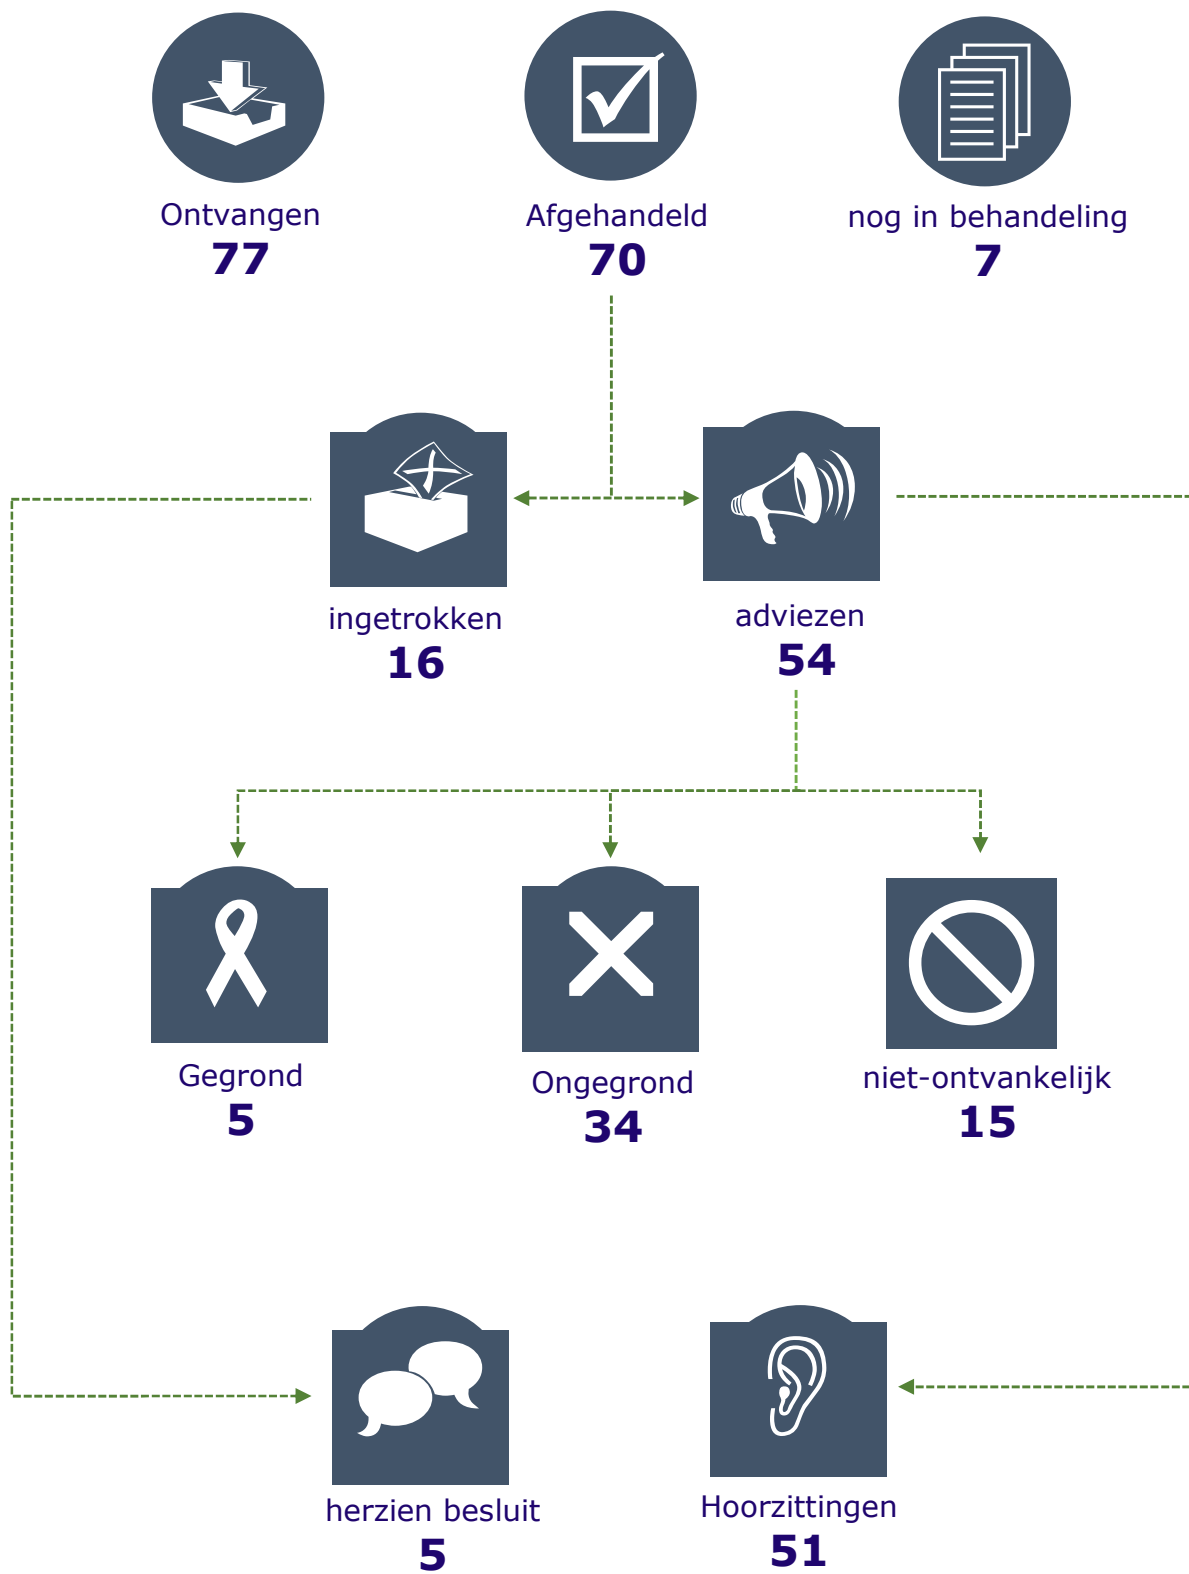 Ontvangen
77
Afgehandeld
70
nog in behandeling
7
ingetrokken
16
adviezen
54
Gegrond
5
Ongegrond
34
niet-ontvankelijk
15
herzien besluit
5
Hoorzittingen
51